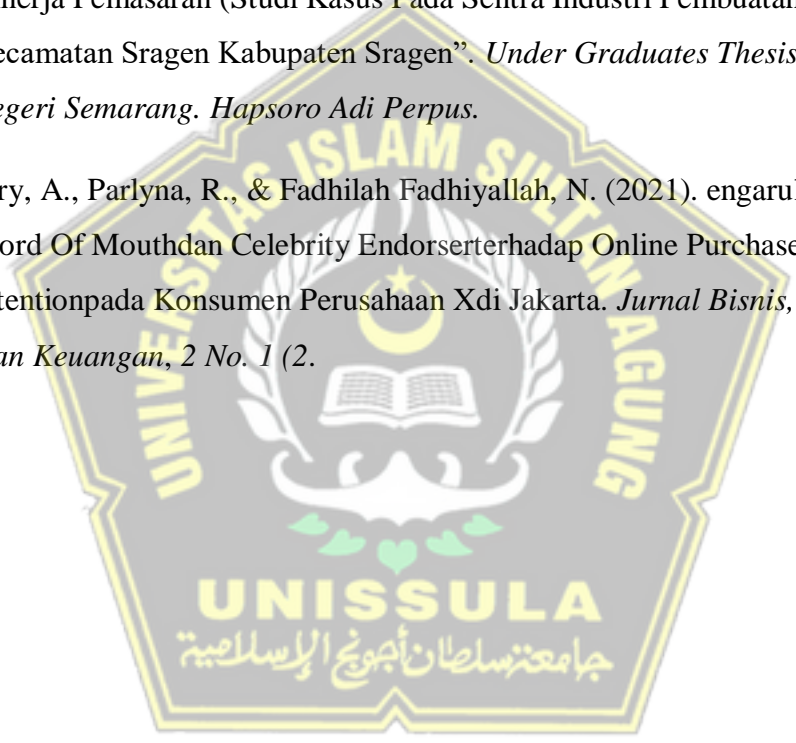 nerja Pemasaran (Studi Kasus Pada Sentra Industri Pembuatan
ecamatan Sragen Kabupaten Sragen”. Under Graduates Thesis
egeri Semarang. Hapsoro Adi Perpus.
ry, A., Parlyna, R., & Fadhilah Fadhiyallah, N. (2021). engaruh
ord Of Mouthdan Celebrity Endorserterhadap Online Purchase
tentionpada Konsumen Perusahaan Xdi Jakarta. Jurnal Bisnis,
an Keuangan, 2 No. 1 (2.
UNIVERSITAS ISLAM SULTAN AGUNG
UNISSULA
جامعة سلطان أجونج الإسلامية